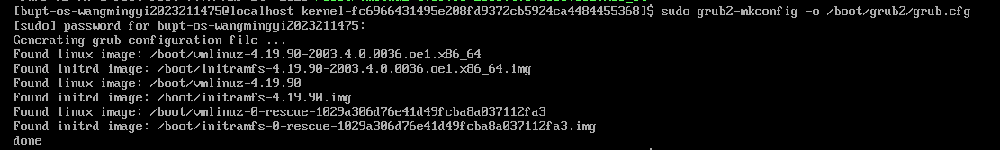 [bupt-os-wangmingyi2023211475@localhost kernel-fc6966431495e208fd9372cb5924ca4484455368]$ sudo grub2-mkconfig -o /boot/grub2/grub.cfg
[sudo] password for bupt-os-wangmingyi2023211475:
Generating grub configuration file ...
Found linux image: /boot/vmlinuz-4.19.90-2003.4.0.0036.oe1.x86_64
Found initrd image: /boot/initramfs-4.19.90-2003.4.0.0036.oe1.x86_64.img
Found linux image: /boot/vmlinuz-4.19.90
Found initrd image: /boot/initramfs-4.19.90.img
Found linux image: /boot/vmlinuz-0-rescue-1029a306d76e41d49fcba8a037112fa3
Found initrd image: /boot/initramfs-0-rescue-1029a306d76e41d49fcba8a037112fa3.img
done